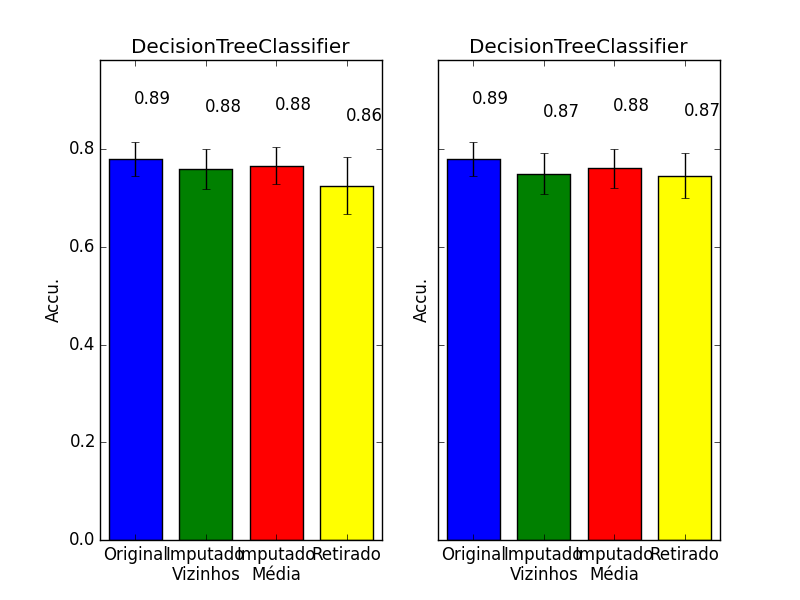 DecisionTreeClassifier
DecisionTreeClassifier
0.89
0.88
0.88
0.86
0.89
0.87
0.88
0.87
0.8
0.6
0.4
0.2
0.0
Accu.
Accu.
Original
Imputado
Vizinhos
Imputado
Média
Retirado
Original
Imputado
Vizinhos
Imputado
Média
Retirado